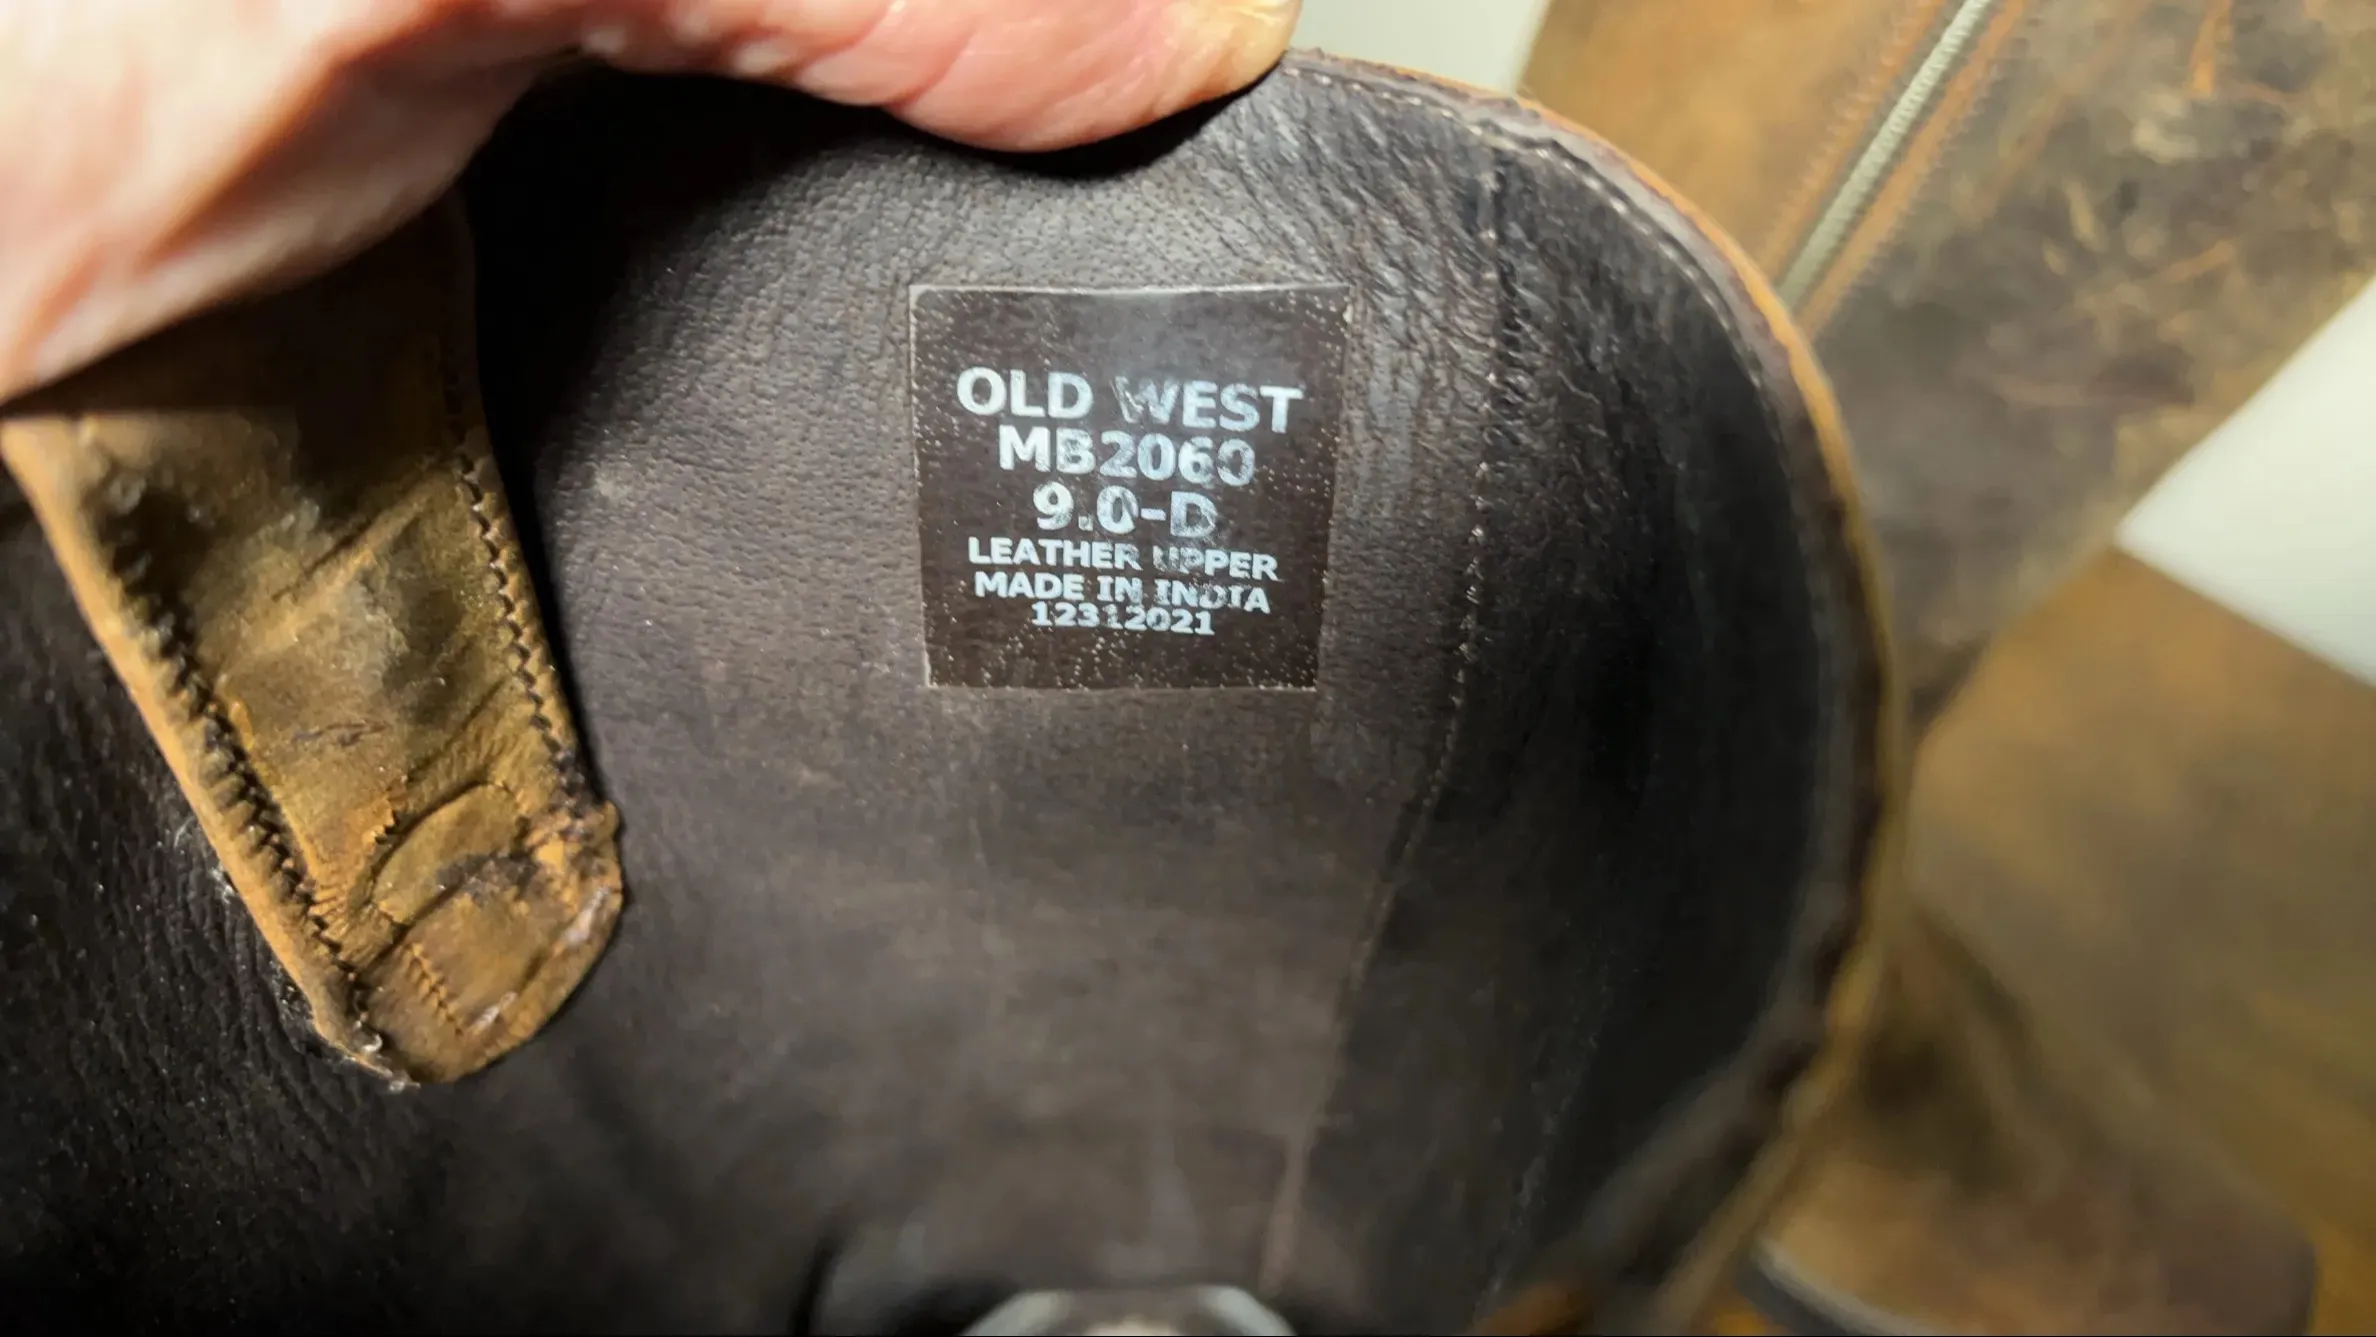 OLD WEST
MB2060
9.0-D
LEATHER UPPER
MADE IN INDIA
12312021